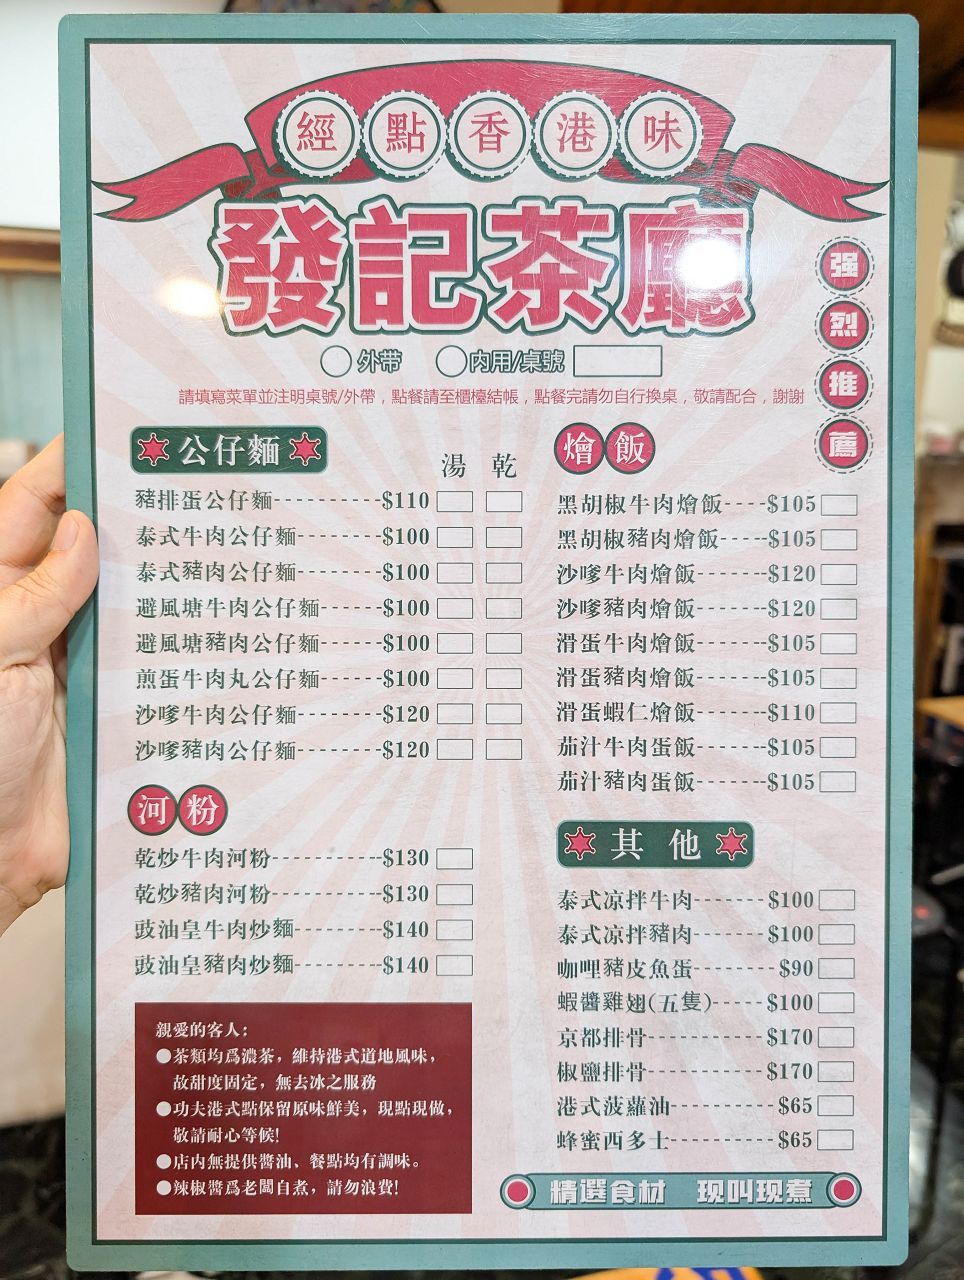 經點香港味
發記茶廳
外带 內用/桌號
請填寫菜單並注明桌號/外帶，點餐請至櫃檯結帳，點餐完請勿自行換桌，敬請配合，謝謝
强烈推薦
公仔麵
湯 乾
豬排蛋公仔麵----------$110
泰式牛肉公仔麵--------$100
泰式豬肉公仔麵--------$100
避風塘牛肉公仔麵------$100
避風塘豬肉公仔麵------$100
煎蛋牛肉丸公仔麵------$100
沙嗲牛肉公仔麵--------$120
沙嗲豬肉公仔麵--------$120
河粉
乾炒牛肉河粉----------$130
乾炒豬肉河粉----------$130
豉油皇牛肉炒麵--------$140
豉油皇豬肉炒麵--------$140
親愛的客人：
●茶類均爲濃茶，維持港式道地風味，
故甜度固定，無去冰之服務
●功夫港式點保留原味鮮美，現點現做，
敬請耐心等候！
●店內無提供醬油、餐點均有調味。
●辣椒醬爲老闆自煮，請勿浪費！
燴飯
黑胡椒牛肉燴飯----$105
黑胡椒豬肉燴飯----$105
沙嗲牛肉燴飯-------$120
沙嗲豬肉燴飯-------$120
滑蛋牛肉燴飯-------$105
滑蛋豬肉燴飯-------$105
滑蛋蝦仁燴飯-------$110
茄汁牛肉蛋飯-------$105
茄汁豬肉蛋飯-------$105
其他
泰式凉拌牛肉-------$100
泰式凉拌豬肉-------$100
咖哩豬皮魚蛋--------$90
蝦醬雞翅(五隻)-----$100
京都排骨-----------$170
椒鹽排骨-----------$170
港式菠蘿油----------$65
蜂蜜西多士----------$65
精選食材 现叫现煮